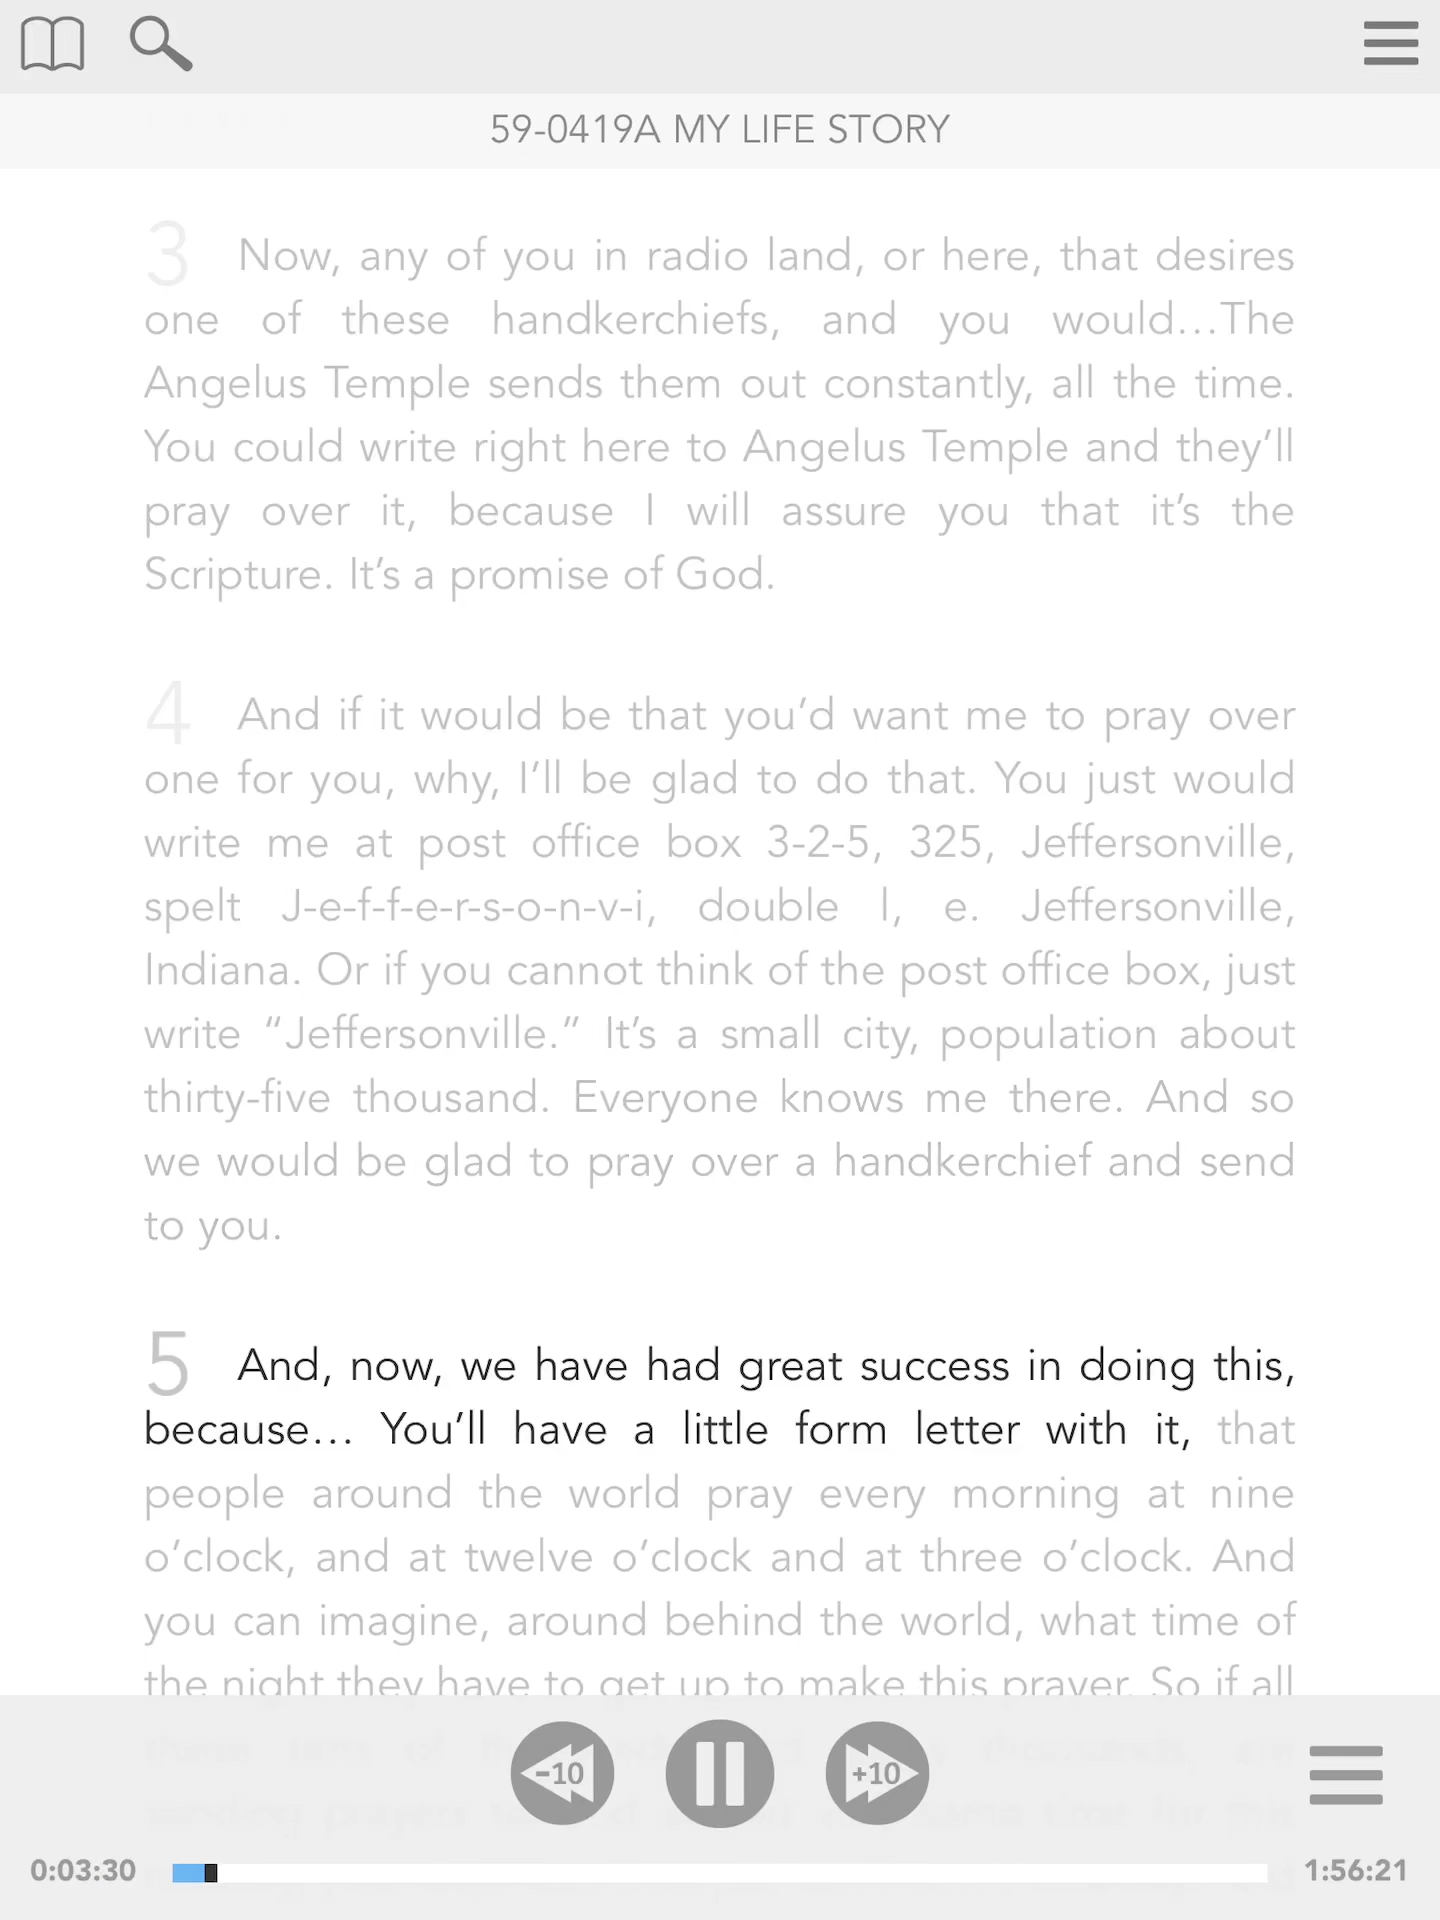 59-0419A MY LIFE STORY
3 Now, any of you in radio land, or here, that desires
one of these handkerchiefs, and you would…The
Angelus Temple sends them out constantly, all the time.
You could write right here to Angelus Temple and they’ll
pray over it, because I will assure you that it’s the
Scripture. It’s a promise of God.
4 And if it would be that you’d want me to pray over
one for you, why, I’ll be glad to do that. You just would
write me at post office box 3-2-5, 325, Jeffersonville,
spelt J-e-f-f-e-r-s-o-n-v-i, double l, e. Jeffersonville,
Indiana. Or if you cannot think of the post office box, just
write “Jeffersonville.” It’s a small city, population about
thirty-five thousand. Everyone knows me there. And so
we would be glad to pray over a handkerchief and send
to you.
5 And, now, we have had great success in doing this,
because… You’ll have a little form letter with it, that
people around the world pray every morning at nine
o’clock, and at twelve o’clock and at three o’clock. And
you can imagine, around behind the world, what time of
the night they have to get up to make this prayer. So if all
-10 +10
0:03:30 1:56:21